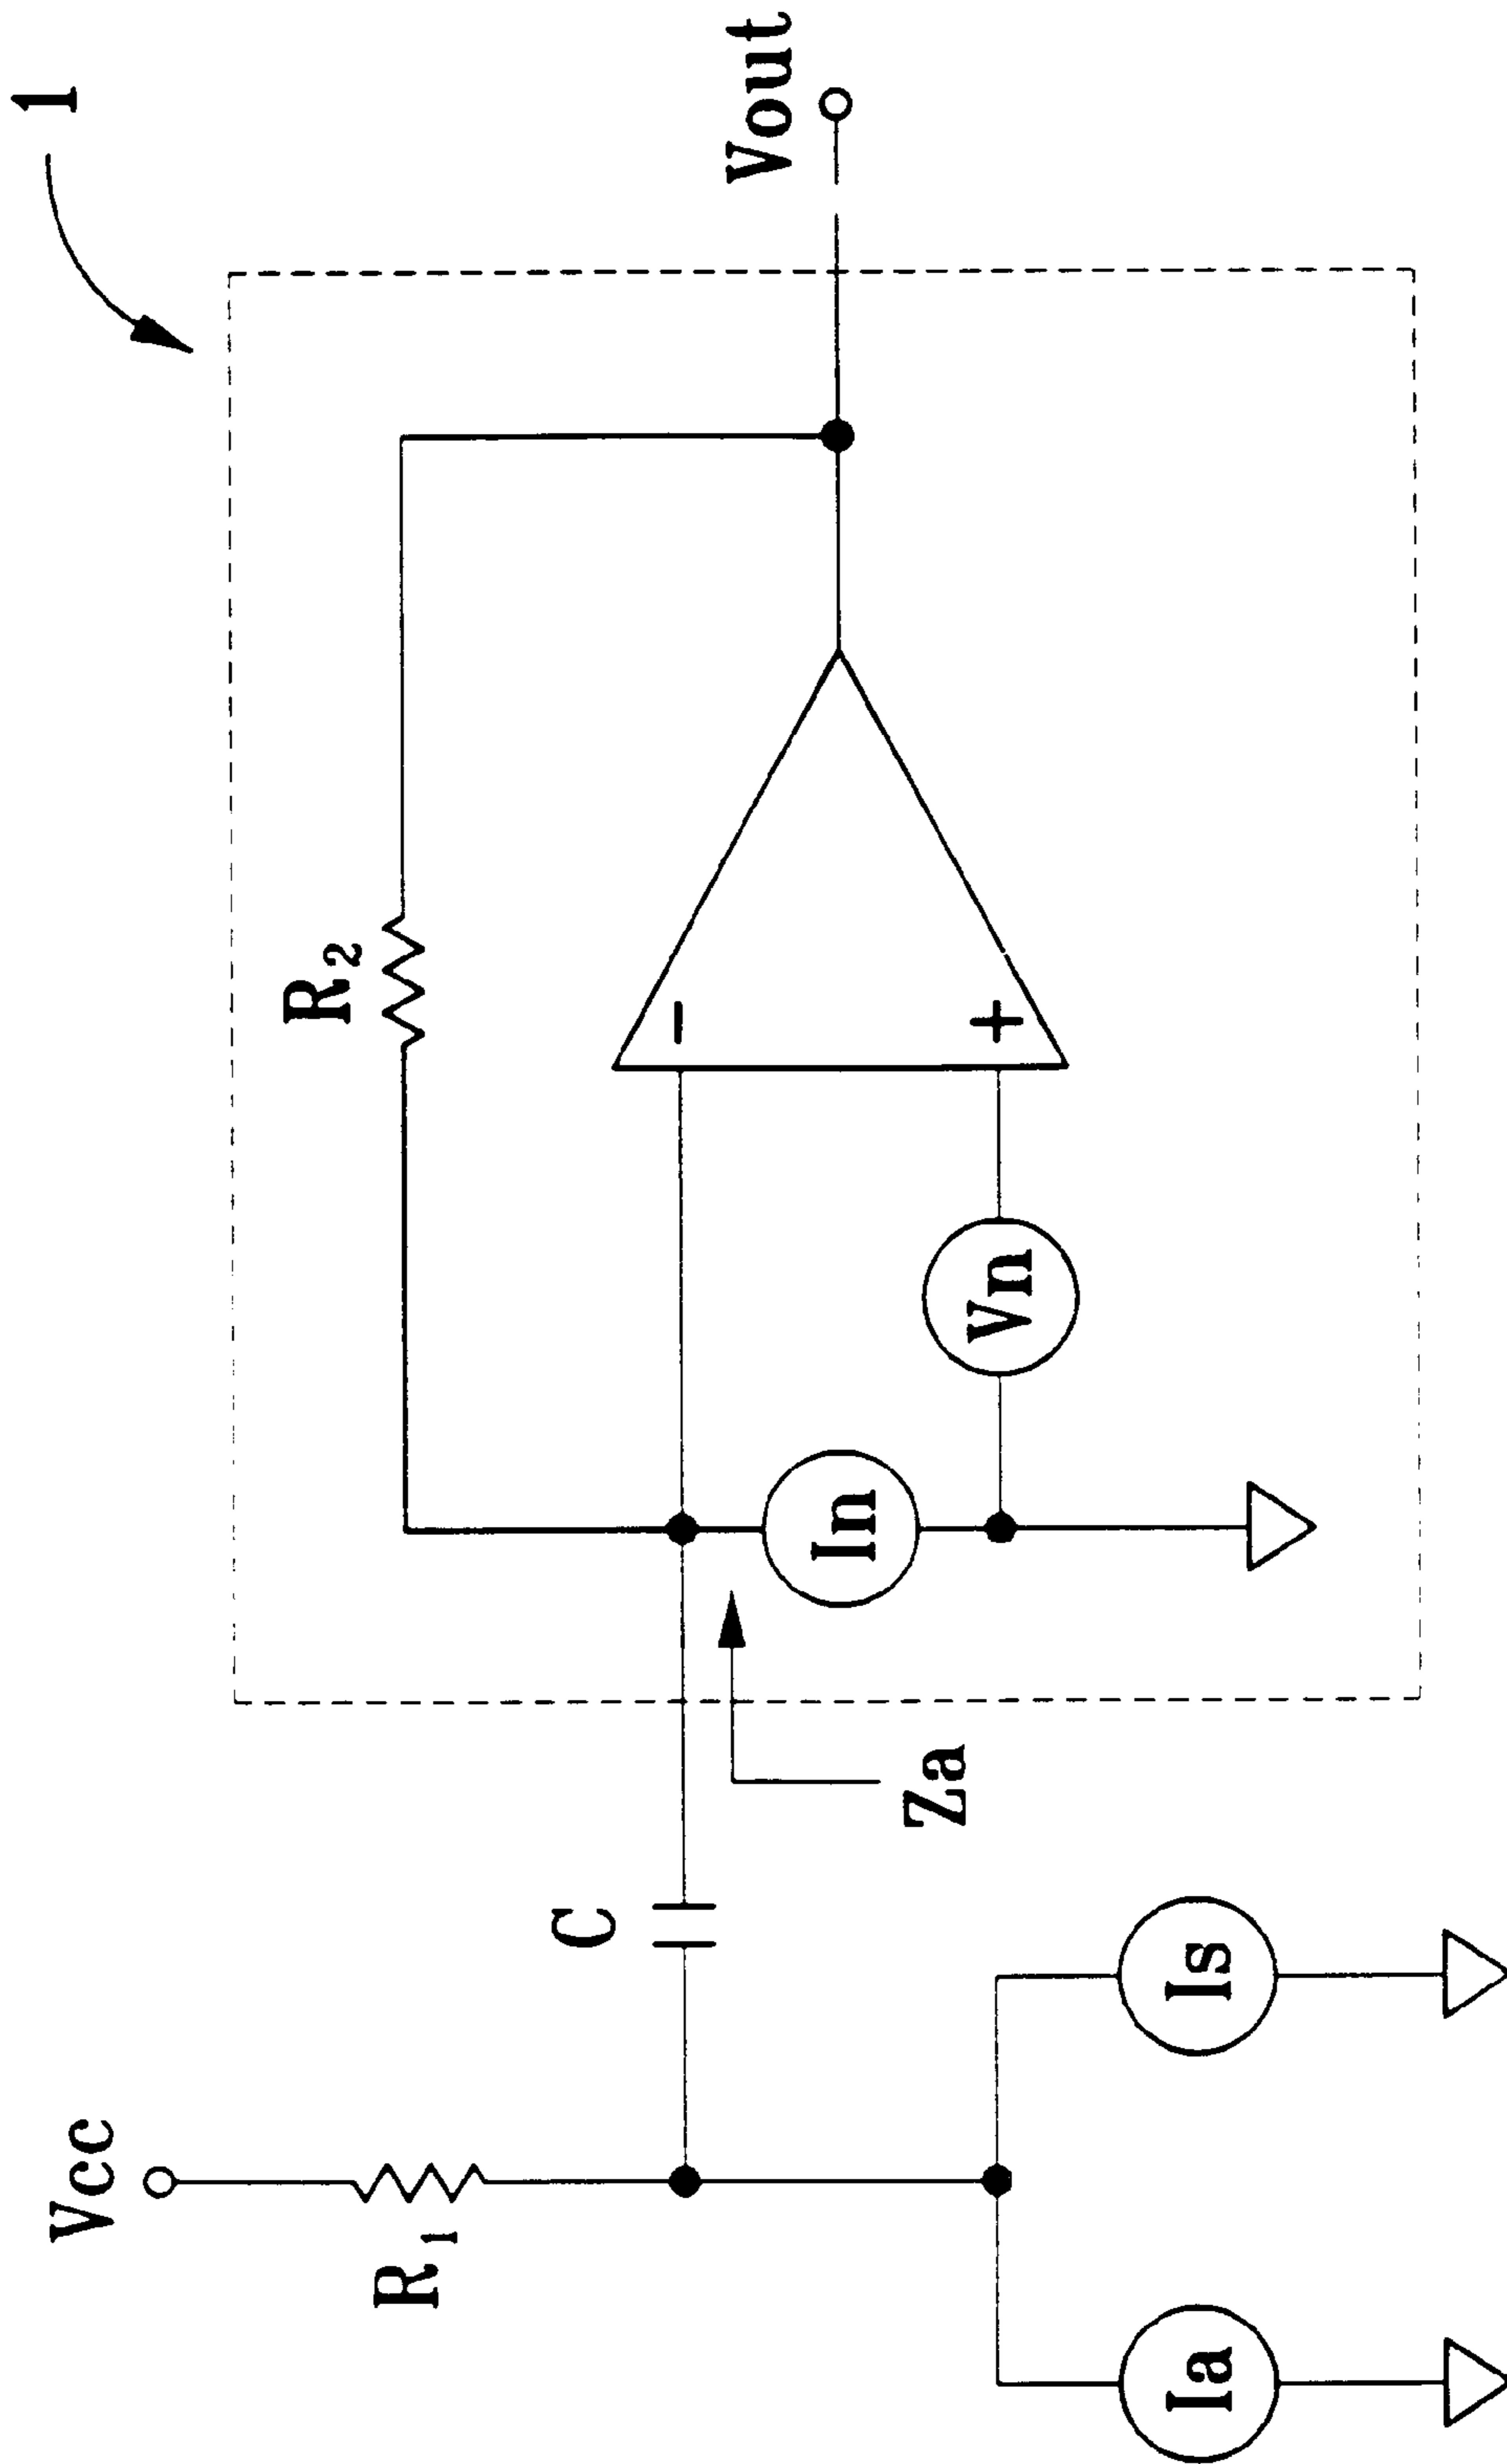 1
Vcc
R₁
C
Za
R₂
−
+
In
Vn
Vout
Ia
Is